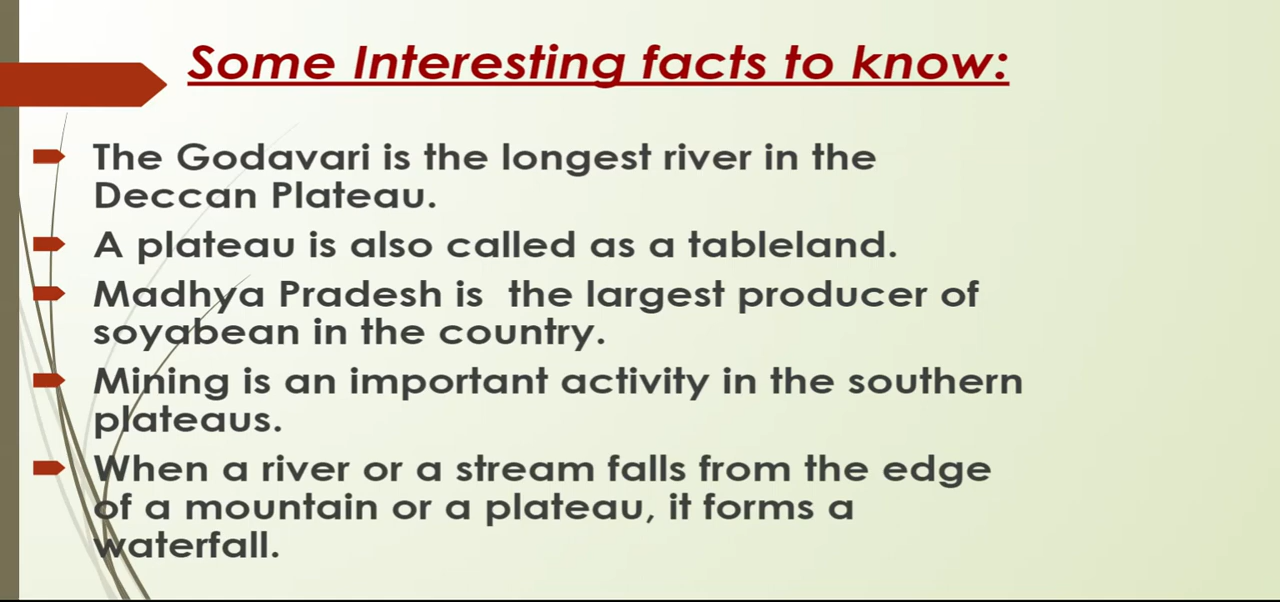 Some Interesting facts to know:
The Godavari is the longest river in the
Deccan Plateau.
A plateau is also called as a tableland.
Madhya Pradesh is  the largest producer of
soyabean in the country.
Mining is an important activity in the southern
plateaus.
When a river or a stream falls from the edge
of a mountain or a plateau, it forms a
waterfall.